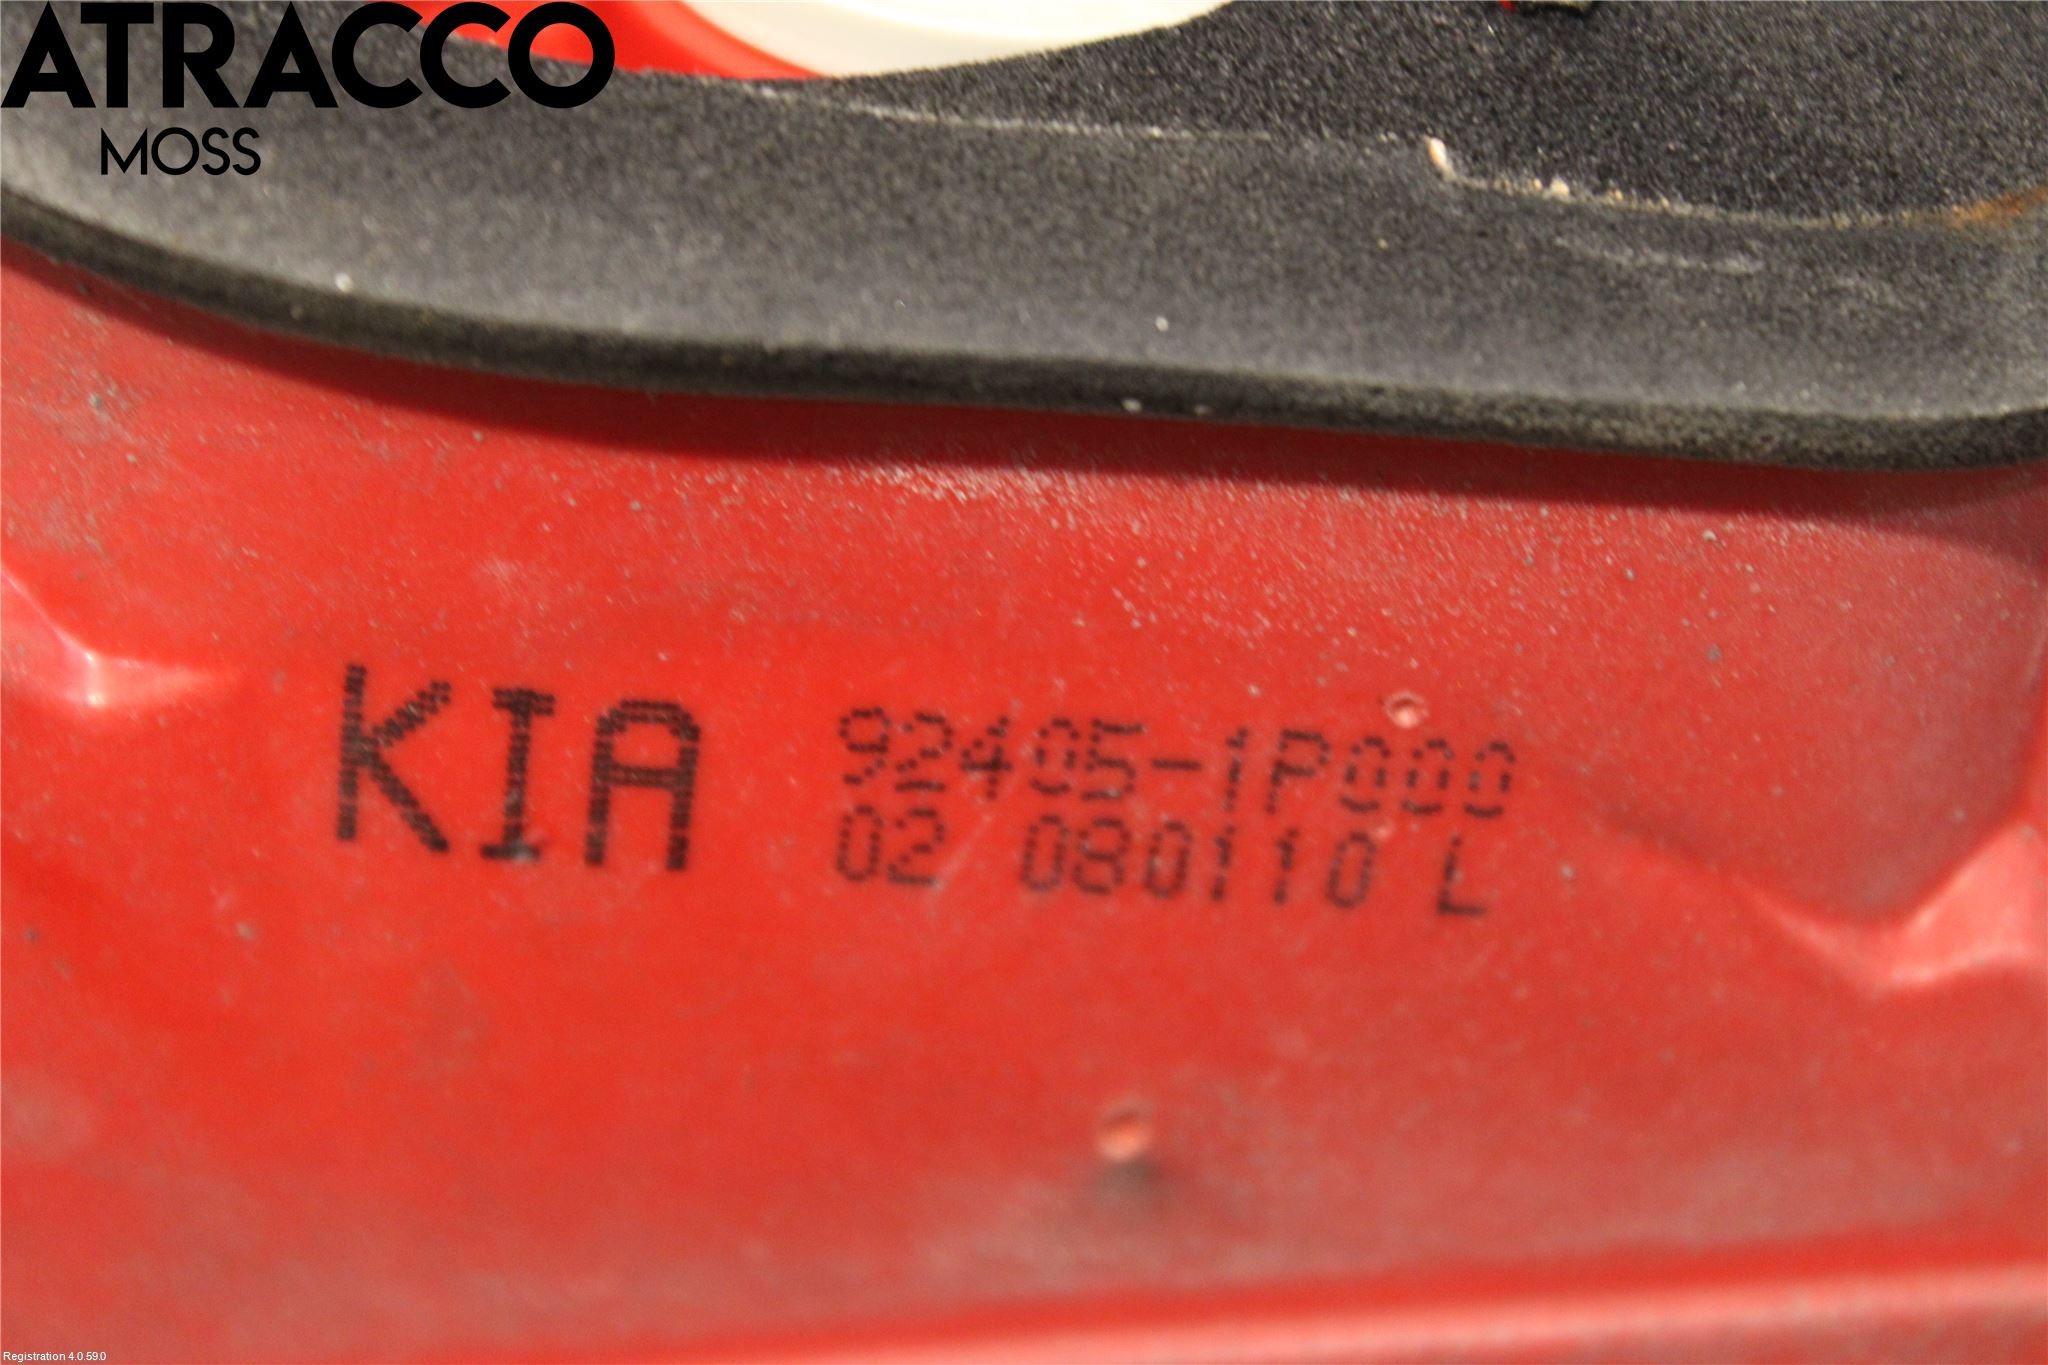 ATRACCO
MOSS
KIA 92405-1P000
02 080110 L
Registration 4.0.59.0